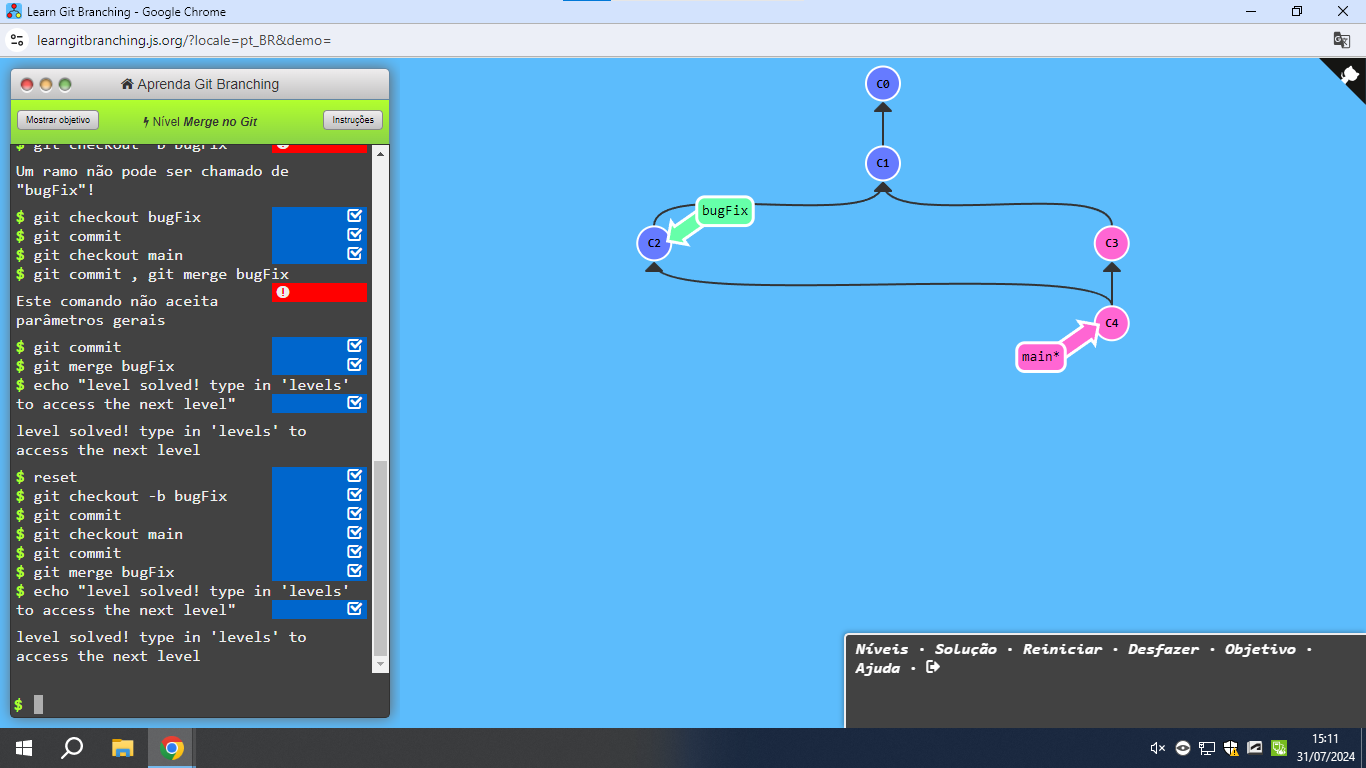 Learn Git Branching - Google Chrome
learngitbranching.js.org/?locale=pt_BR&demo=
Aprenda Git Branching
Mostrar objetivo
Nível Merge no Git
Instruções
$ git checkout -b bugFix
Um ramo não pode ser chamado de
"bugFix"!
$ git checkout bugFix
$ git commit
$ git checkout main
$ git commit , git merge bugFix
Este comando não aceita
parâmetros gerais
$ git commit
$ git merge bugFix
$ echo "level solved! type in 'levels'
to access the next level"
level solved! type in 'levels' to
access the next level
$ reset
$ git checkout -b bugFix
$ git commit
$ git checkout main
$ git commit
$ git merge bugFix
$ echo "level solved! type in 'levels'
to access the next level"
level solved! type in 'levels' to
access the next level
$
C0
C1
bugFix
C2
C3
C4
main*
Níveis · Solução · Reiniciar · Desfazer · Objetivo ·
Ajuda ·
15:11
31/07/2024